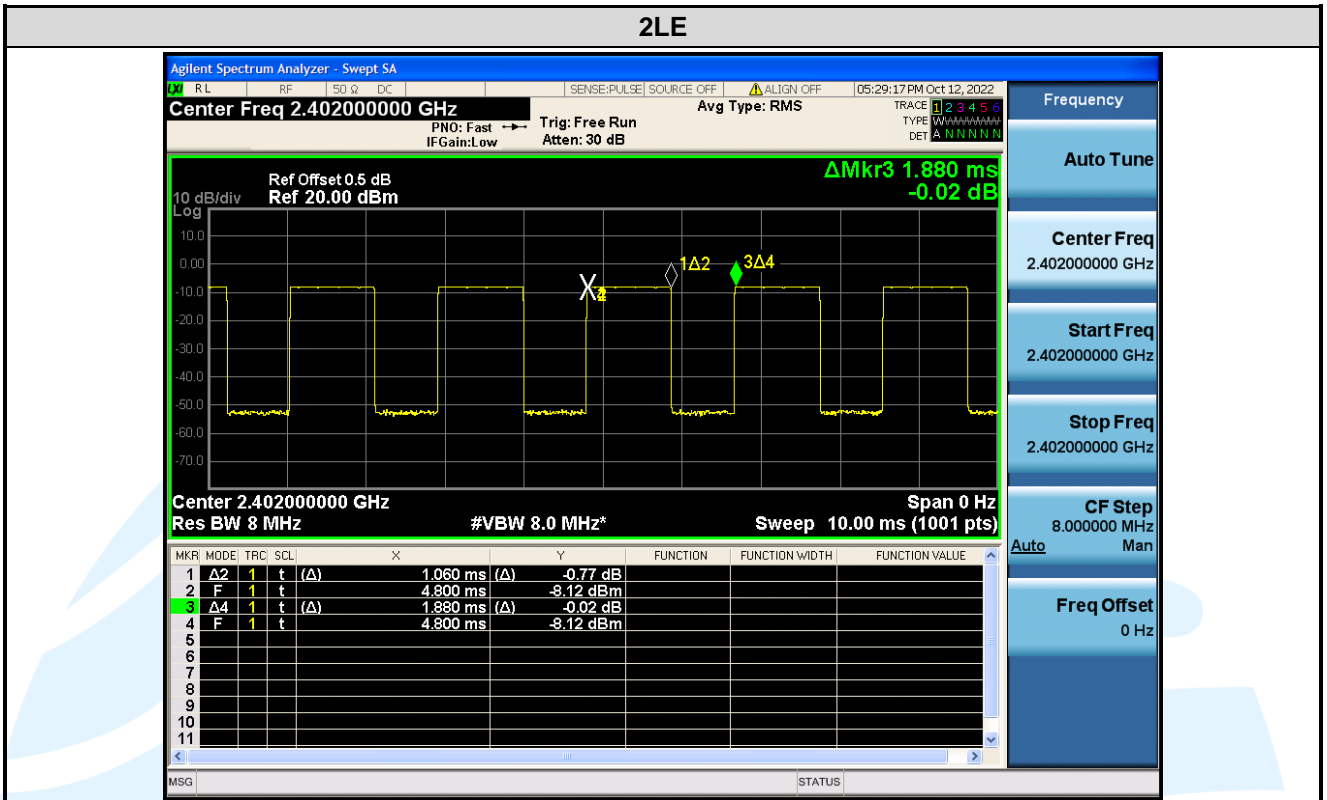 2LE
Agilent Spectrum Analyzer - Swept SA
LXI RL RF 50 Ω DC SENSE:PULSE SOURCE OFF ⚠ ALIGN OFF 05:29:17 PM Oct 12, 2022
Center Freq 2.402000000 GHz
PNO: Fast
IFGain:Low
Trig: Free Run
Atten: 30 dB
Avg Type: RMS
TRACE 1 2 3 4 5 6
TYPE W
DET A N N N N N
ΔMkr3 1.880 ms
-0.02 dB
Ref Offset 0.5 dB
10 dB/div Ref 20.00 dBm
Log
10.0
0.00
-10.0
-20.0
-30.0
-40.0
-50.0
-60.0
-70.0
1Δ2
3Δ4
Center 2.402000000 GHz Span 0 Hz
Res BW 8 MHz #VBW 8.0 MHz* Sweep 10.00 ms (1001 pts)
MKR MODE TRC SCL X Y FUNCTION FUNCTION WIDTH FUNCTION VALUE
1 Δ2 1 t (Δ) 1.060 ms (Δ) -0.77 dB
2 F 1 t 4.800 ms -8.12 dBm
3 Δ4 1 t (Δ) 1.880 ms (Δ) -0.02 dB
4 F 1 t 4.800 ms -8.12 dBm
5
6
7
8
9
10
11
MSG STATUS
Frequency
Auto Tune
Center Freq
2.402000000 GHz
Start Freq
2.402000000 GHz
Stop Freq
2.402000000 GHz
CF Step
8.000000 MHz
Auto Man
Freq Offset
0 Hz